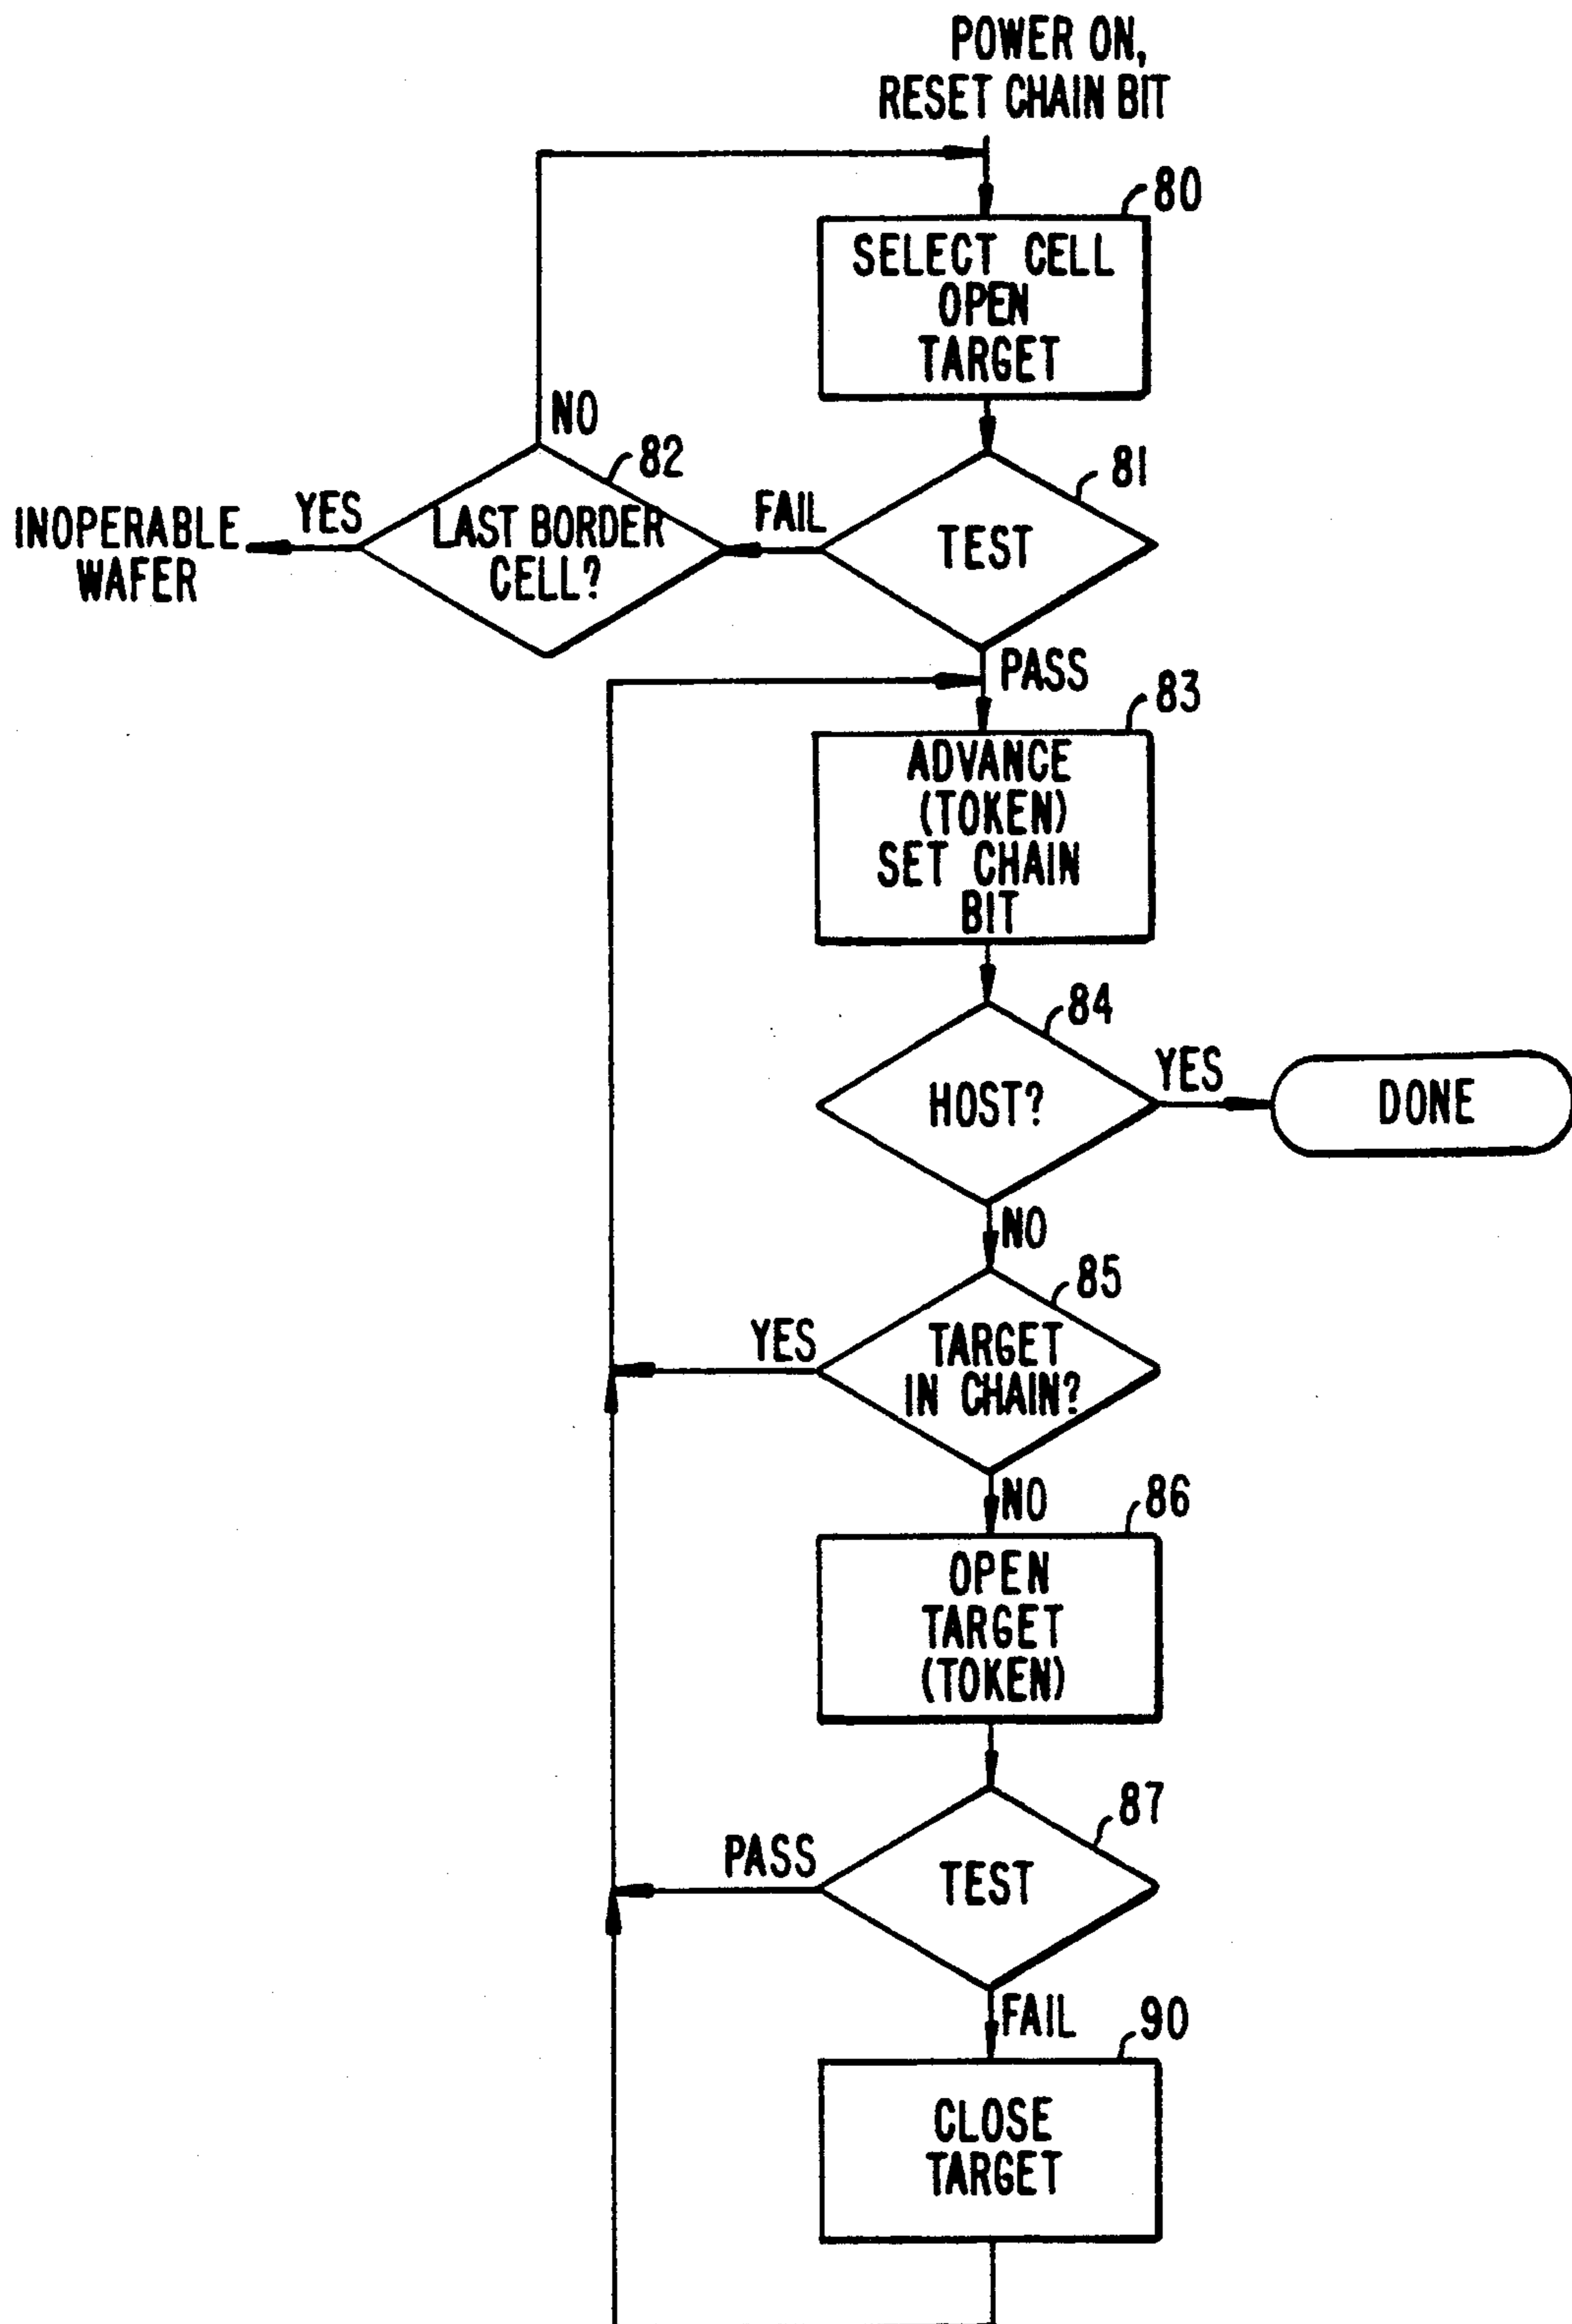 POWER ON,
RESET CHAIN BIT
80
SELECT CELL
OPEN
TARGET
NO
82
81
INOPERABLE
WAFER
YES
LAST BORDER
CELL?
FAIL
TEST
PASS
83
ADVANCE
(TOKEN)
SET CHAIN
BIT
84
HOST?
YES
DONE
NO
85
YES
TARGET
IN CHAIN?
NO
86
OPEN
TARGET
(TOKEN)
87
PASS
TEST
FAIL
90
CLOSE
TARGET